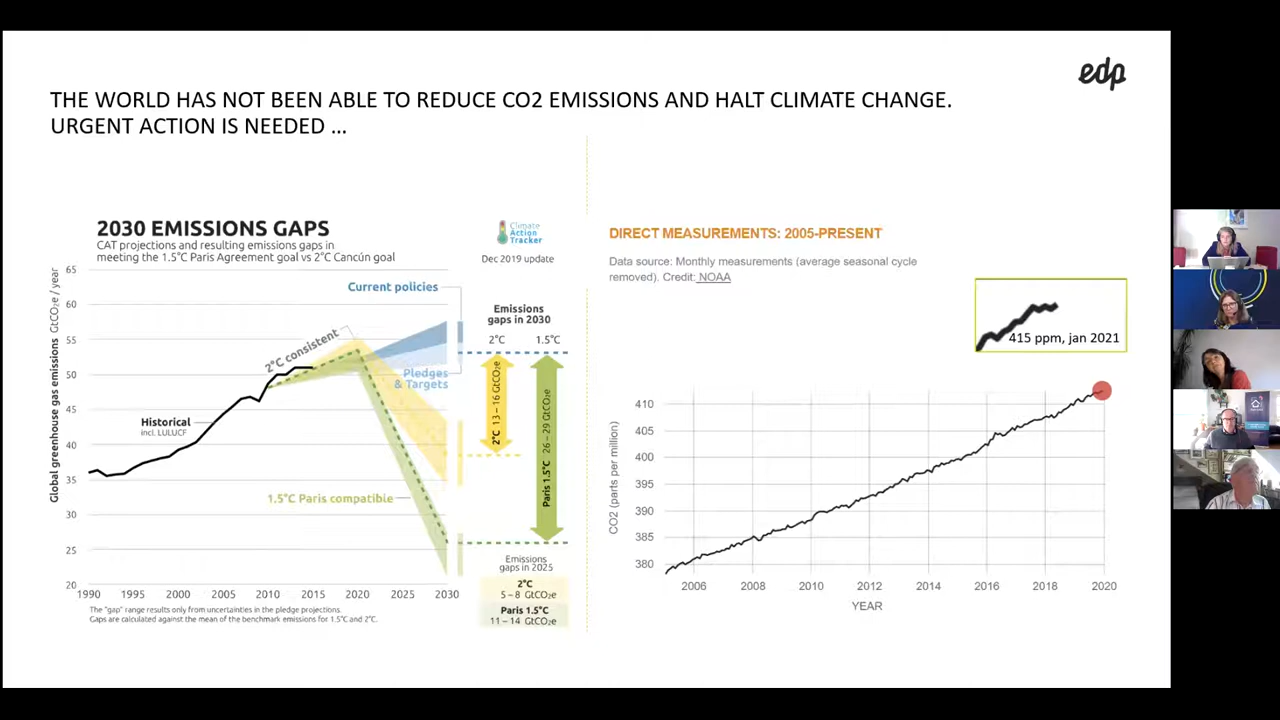 edp
THE WORLD HAS NOT BEEN ABLE TO REDUCE CO2 EMISSIONS AND HALT CLIMATE CHANGE.
URGENT ACTION IS NEEDED ...
2030 EMISSIONS GAPS
CAT projections and resulting emissions gaps in
meeting the 1.5°C Paris Agreement goal vs 2°C Cancún goal
Climate
Action
Tracker
Dec 2019 update
Global greenhouse gas emissions GtCO₂e / year
65
60
55
50
45
40
35
30
25
20
1990
1995
2000
2005
2010
2015
2020
2025
2030
Current policies
2°C consistent
Pledges
& Targets
Historical
incl. LULUCF
1.5°C Paris compatible
Emissions
gaps in 2030
2°C
1.5°C
2°C 13 – 16 GtCO₂e
Paris 1.5°C 26 – 29 GtCO₂e
Emissions
gaps in 2025
2°C
5 – 8 GtCO₂e
Paris 1.5°C
11 – 14 GtCO₂e
The "gap" range results only from uncertainties in the pledge projections.
Gaps are calculated against the mean of the benchmark emissions for 1.5°C and 2°C.
DIRECT MEASUREMENTS: 2005-PRESENT
Data source: Monthly measurements (average seasonal cycle
removed). Credit: NOAA
415 ppm, jan 2021
CO2 (parts per million)
410
405
400
395
390
385
380
2006
2008
2010
2012
2014
2016
2018
2020
YEAR